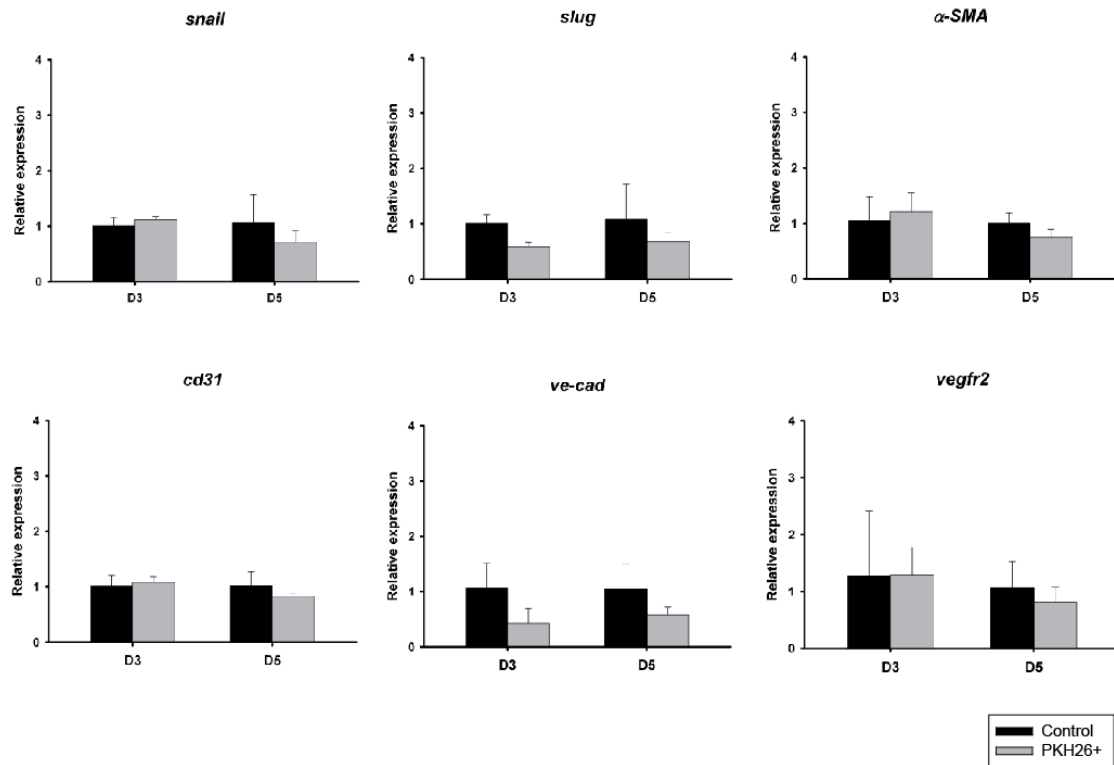 snail
slug
α-SMA
Relative expression
4
3
2
1
0
D3
D5
Relative expression
4
3
2
1
0
D3
D5
Relative expression
4
3
2
1
0
D3
D5
cd31
ve-cad
vegfr2
Relative expression
4
3
2
1
0
D3
D5
Relative expression
4
3
2
1
0
D3
D5
Relative expression
4
3
2
1
0
D3
D5
Control
PKH26+